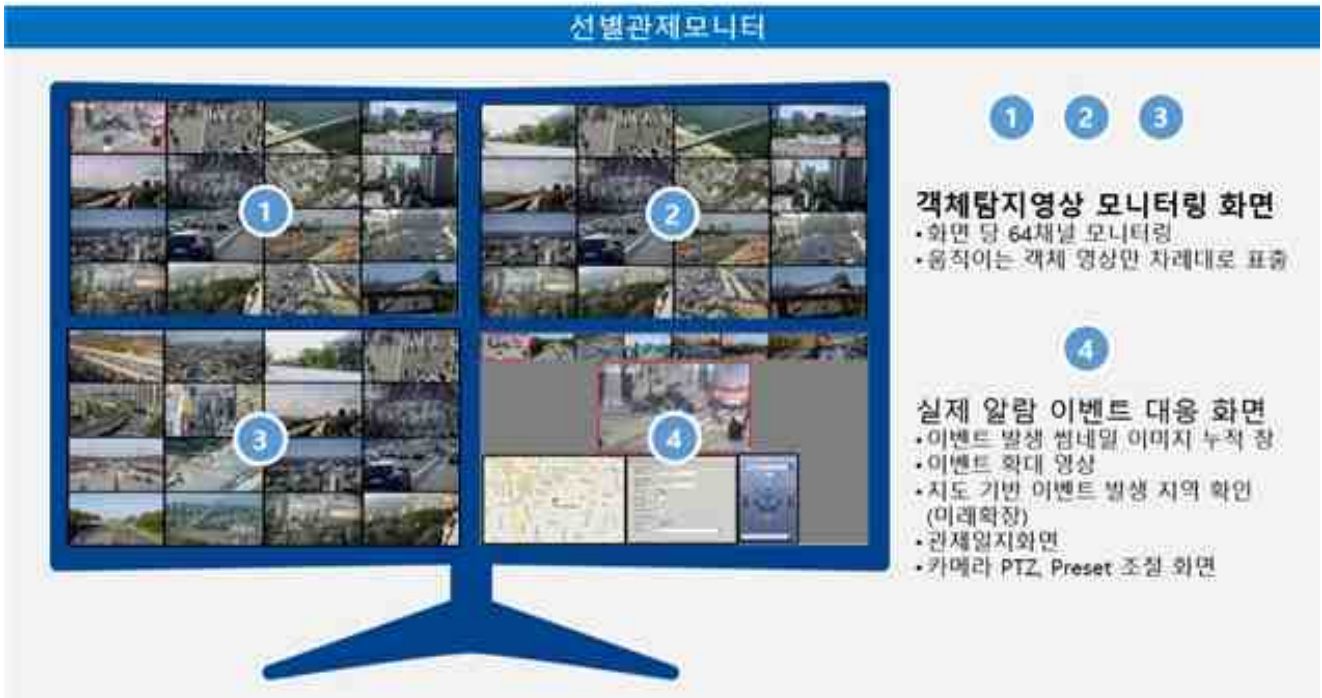 선별관제모니터
1 2 3
1
2
3
4
객체탐지영상 모니터링 화면
•화면 당 64채널 모니터링
•움직이는 객체 영상만 차례대로 표출
4
실제 알람 이벤트 대응 화면
•이벤트 발생 썸네일 이미지 누적 창
•이벤트 확대 영상
•지도 기반 이벤트 발생 지역 확인
(미래확장)
•관제일지화면
•카메라 PTZ, Preset 조절 화면